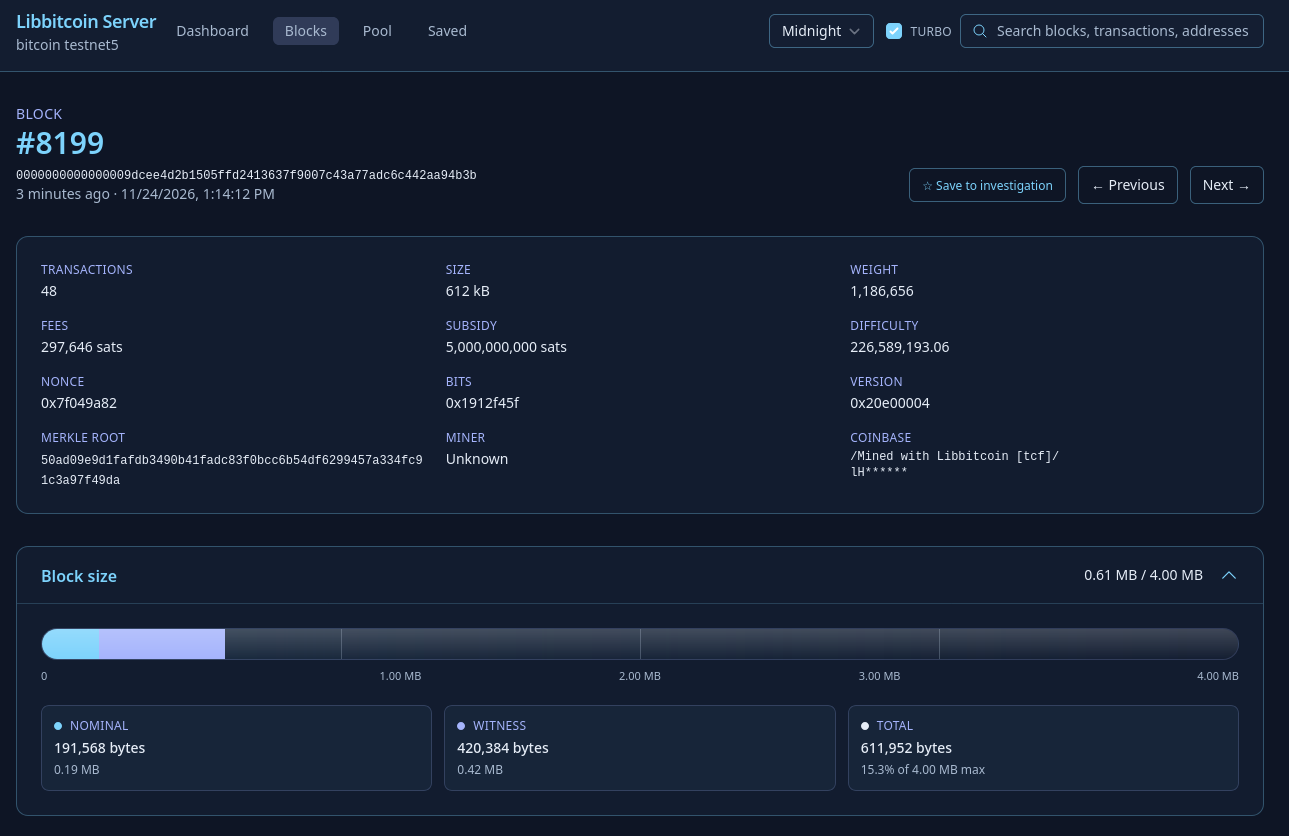 Libbitcoin Server
bitcoin testnet5
Dashboard
Blocks
Pool
Saved
Midnight
TURBO
Search blocks, transactions, addresses
BLOCK
#8199
0000000000000009dcee4d2b1505ffd2413637f9007c43a77adc6c442aa94b3b
3 minutes ago · 11/24/2026, 1:14:12 PM
☆ Save to investigation
← Previous
Next →
TRANSACTIONS
48
SIZE
612 kB
WEIGHT
1,186,656
FEES
297,646 sats
SUBSIDY
5,000,000,000 sats
DIFFICULTY
226,589,193.06
NONCE
0x7f049a82
BITS
0x1912f45f
VERSION
0x20e00004
MERKLE ROOT
50ad09e9d1fafdb3490b41fadc83f0bcc6b54df6299457a334fc9
1c3a97f49da
MINER
Unknown
COINBASE
/Mined with Libbitcoin [tcf]/
lH******
Block size
0.61 MB / 4.00 MB
0
1.00 MB
2.00 MB
3.00 MB
4.00 MB
NOMINAL
191,568 bytes
0.19 MB
WITNESS
420,384 bytes
0.42 MB
TOTAL
611,952 bytes
15.3% of 4.00 MB max